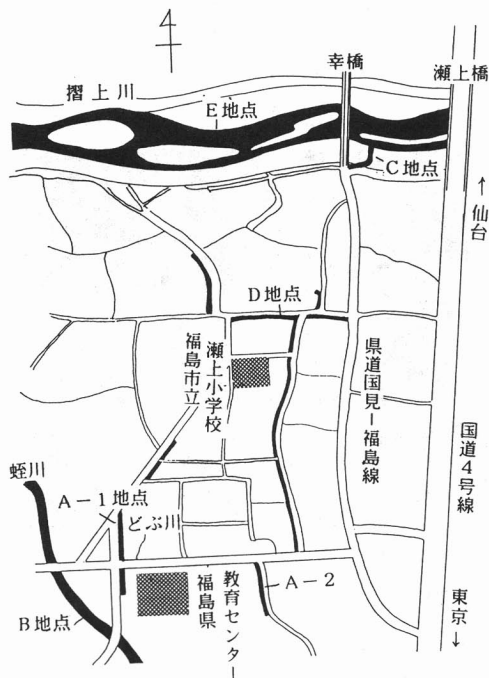 4
幸橋
瀬上橋
摺上川
E地点
C地点
↑仙台
D地点
福島市立
瀬上小学校
県道国見ー福島線
国道4号線
蛭川
A-1地点
どぶ川
A-2
B地点
福島県
教育センター
東京↓